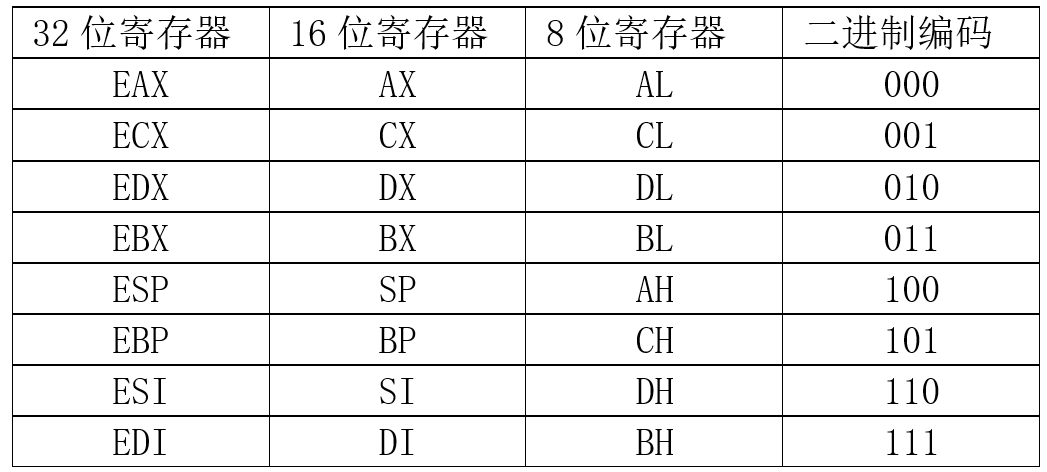 32 位寄存器 16 位寄存器 8 位寄存器 二进制编码
EAX AX AL 000
ECX CX CL 001
EDX DX DL 010
EBX BX BL 011
ESP SP AH 100
EBP BP CH 101
ESI SI DH 110
EDI DI BH 111